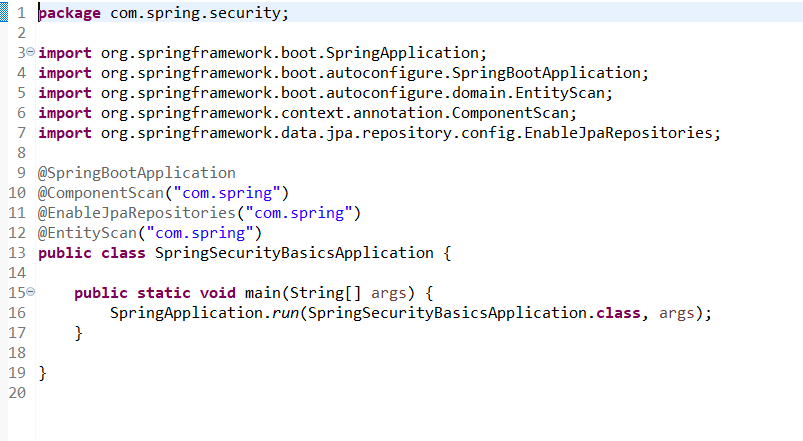 1 package com.spring.security;
2
3 import org.springframework.boot.SpringApplication;
4 import org.springframework.boot.autoconfigure.SpringBootApplication;
5 import org.springframework.boot.autoconfigure.domain.EntityScan;
6 import org.springframework.context.annotation.ComponentScan;
7 import org.springframework.data.jpa.repository.config.EnableJpaRepositories;
8
9 @SpringBootApplication
10 @ComponentScan("com.spring")
11 @EnableJpaRepositories("com.spring")
12 @EntityScan("com.spring")
13 public class SpringSecurityBasicsApplication {
14
15     public static void main(String[] args) {
16         SpringApplication.run(SpringSecurityBasicsApplication.class, args);
17     }
18
19 }
20